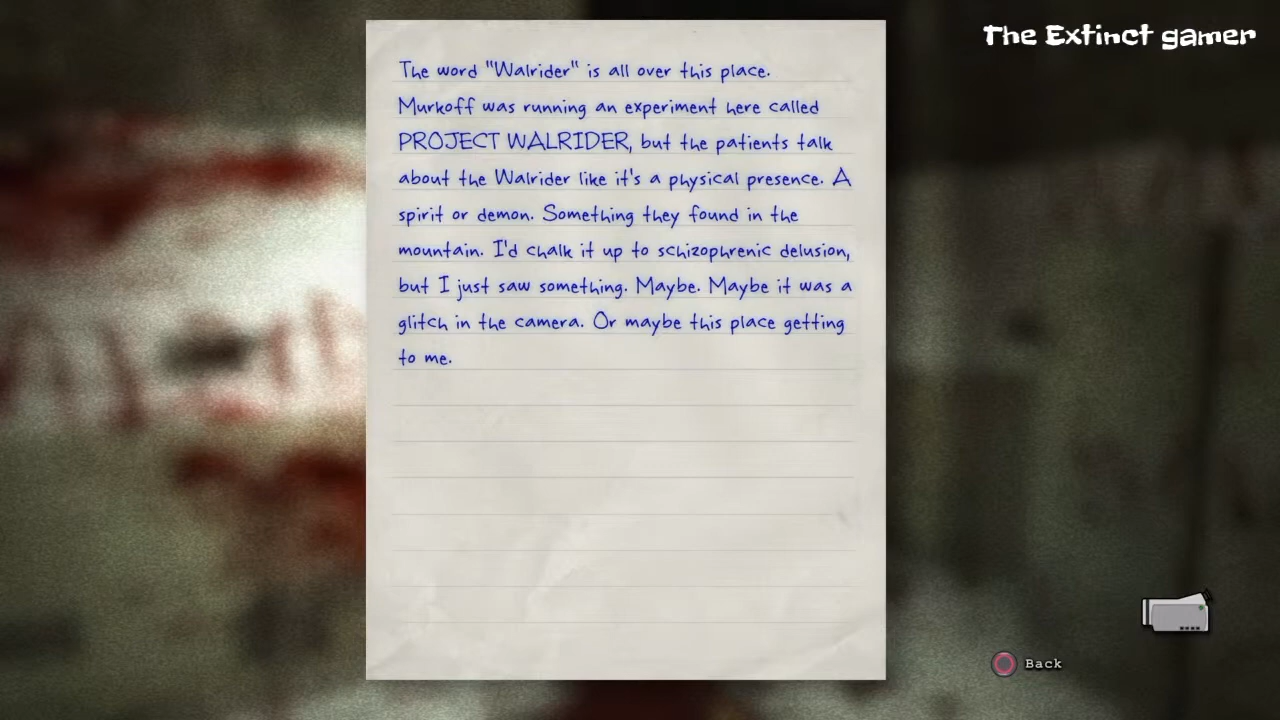 The Extinct gamer
The word "Walrider" is all over this place.
Murkoff was running an experiment here called
PROJECT WALRIDER, but the patients talk
about the Walrider like it's a physical presence. A
spirit or demon. Something they found in the
mountain. I'd chalk it up to schizophrenic delusion,
but I just saw something. Maybe. Maybe it was a
glitch in the camera. Or maybe this place getting
to me.
Back